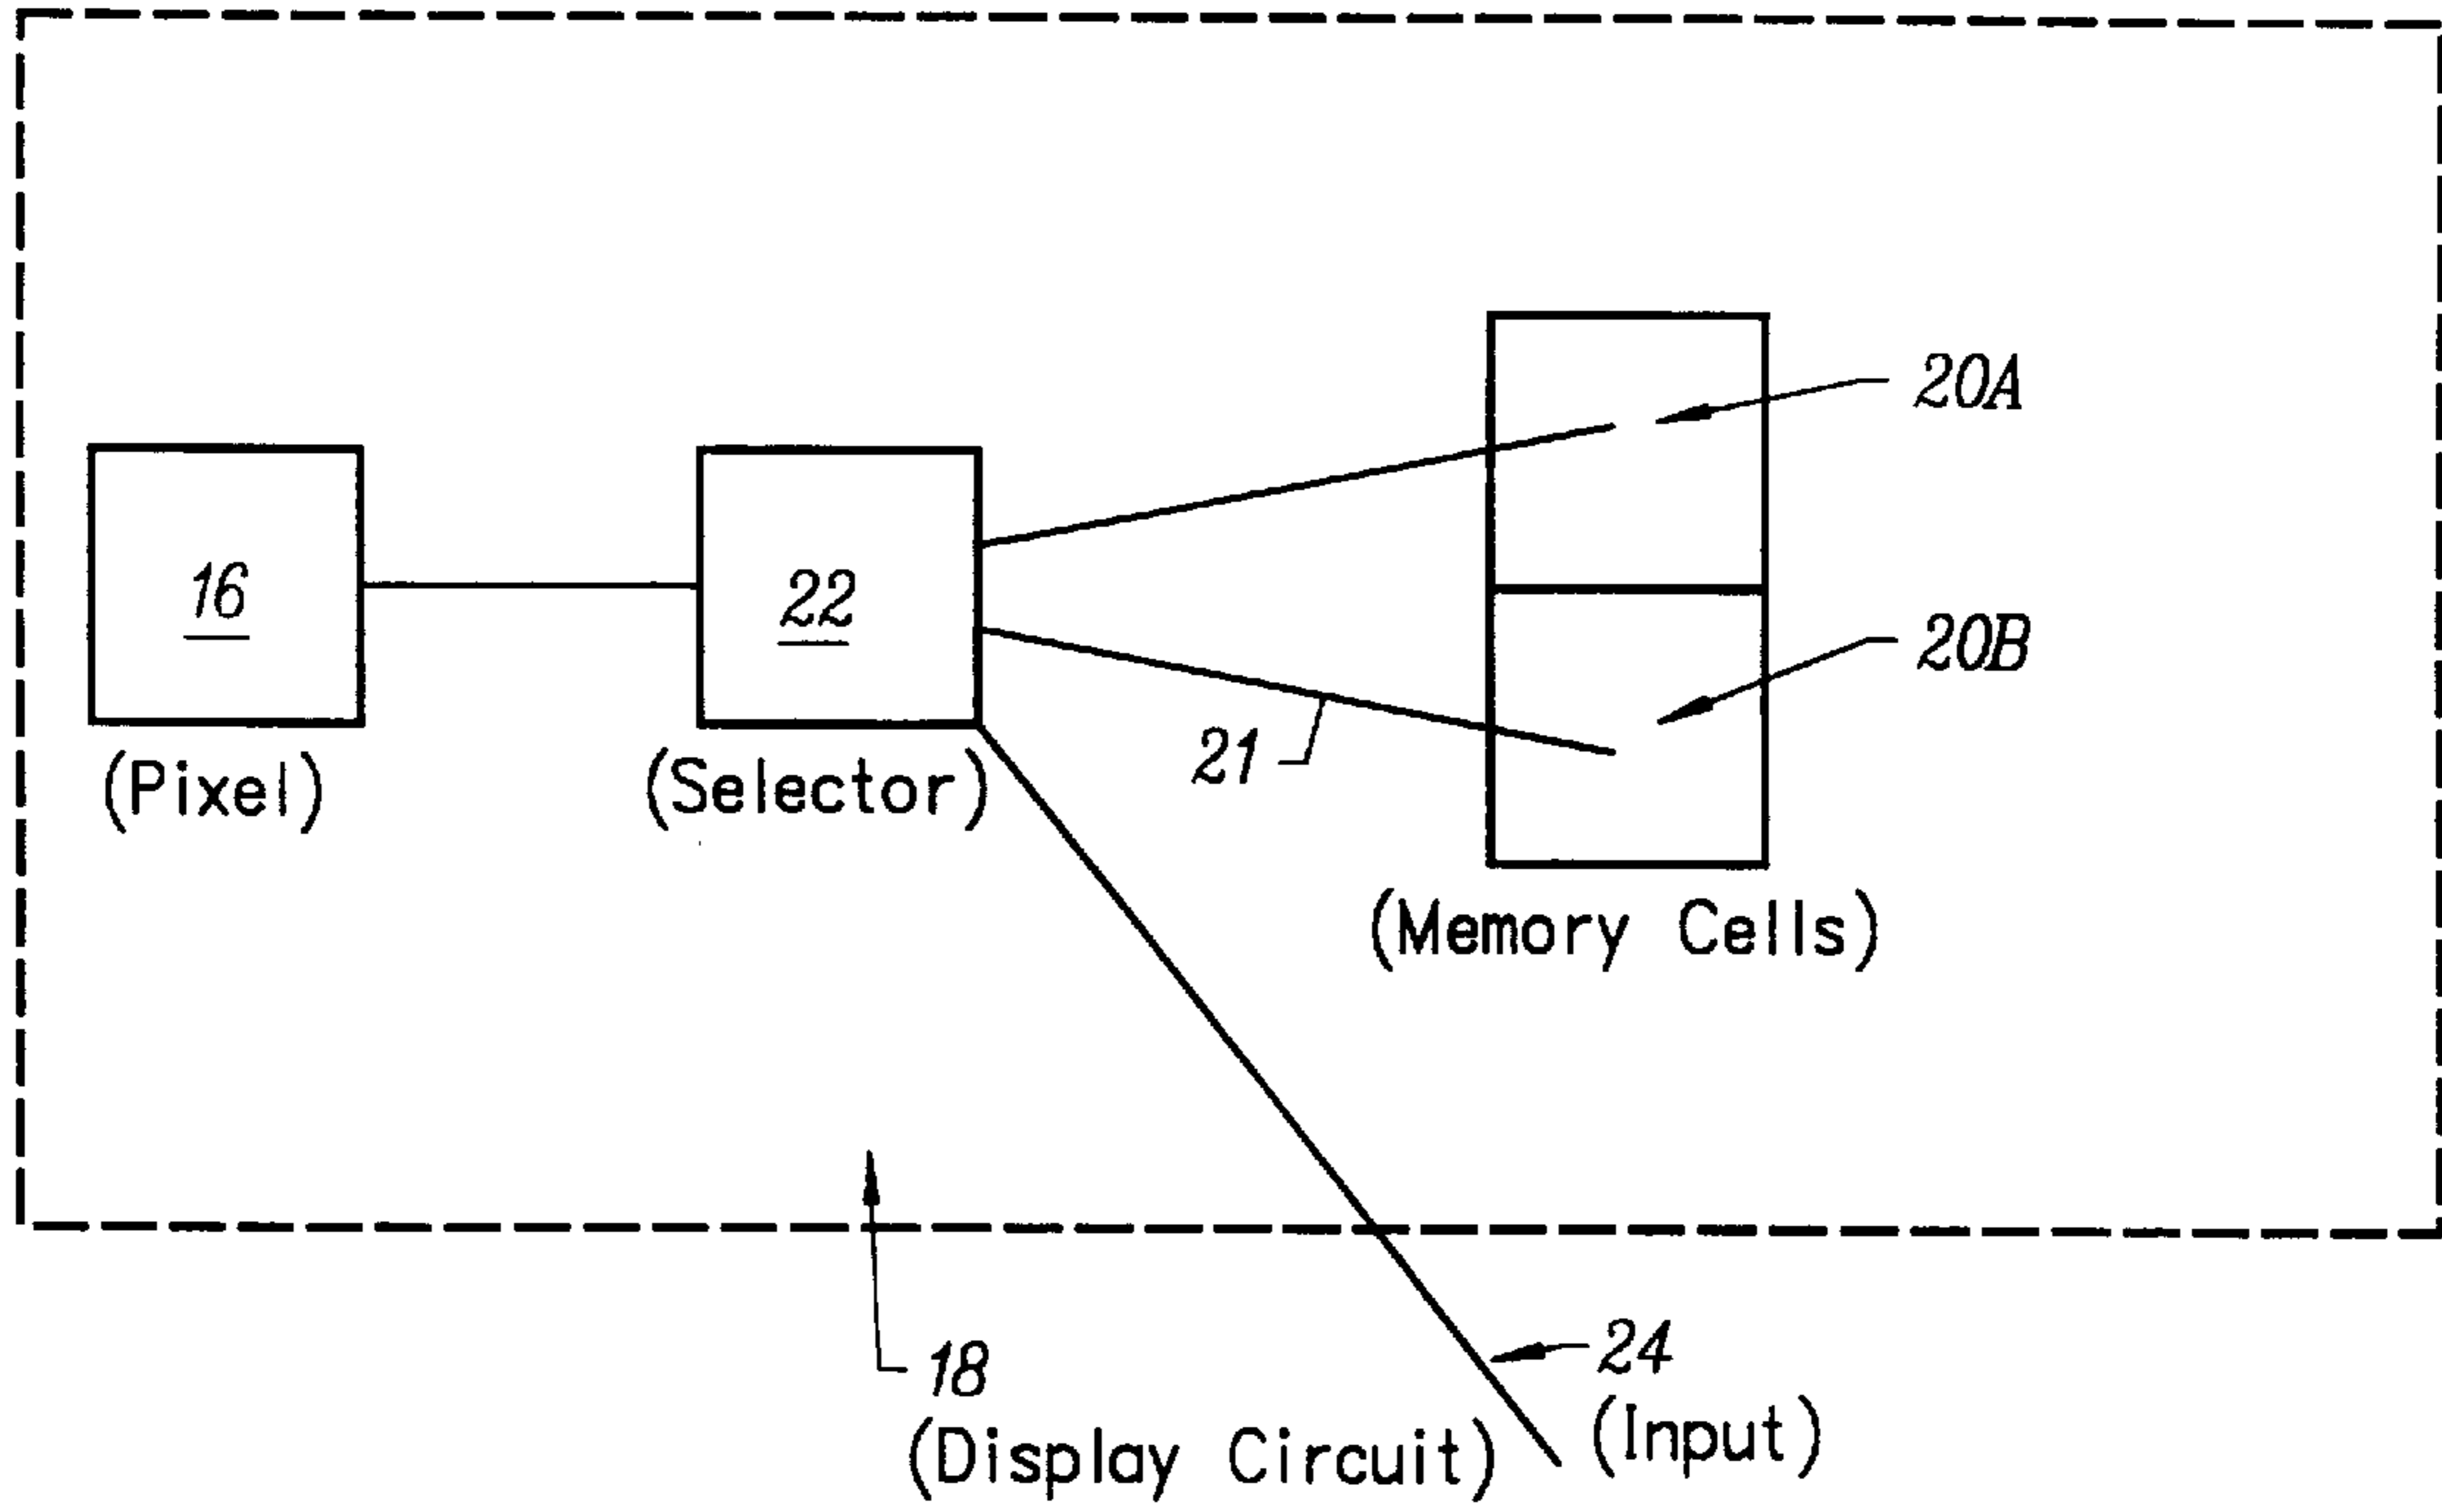 20A
16
22
20B
21
(Pixel)
(Selector)
(Memory Cells)
18
(Display Circuit)
24
(Input)